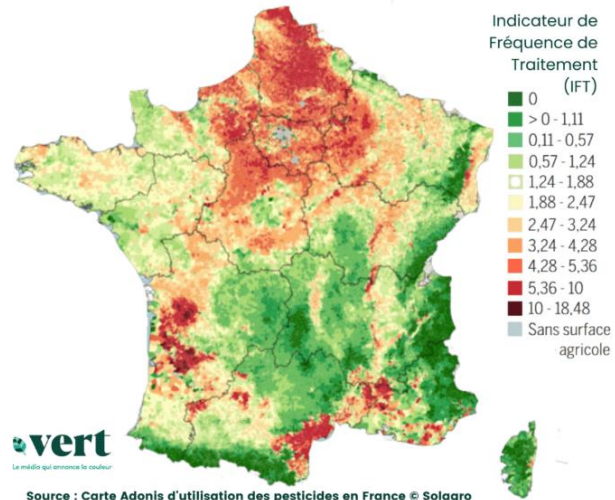 Indicateur de
Fréquence de
Traitement
(IFT)
0
> 0 - 1,11
0,11 - 0,57
0,57 - 1,24
1,24 - 1,88
1,88 - 2,47
2,47 - 3,24
3,24 - 4,28
4,28 - 5,36
5,36 - 10
10 - 18,48
Sans surface
agricole
vert
Le média qui annonce la couleur
Source : Carte Adonis d'utilisation des pesticides en France © Solagro